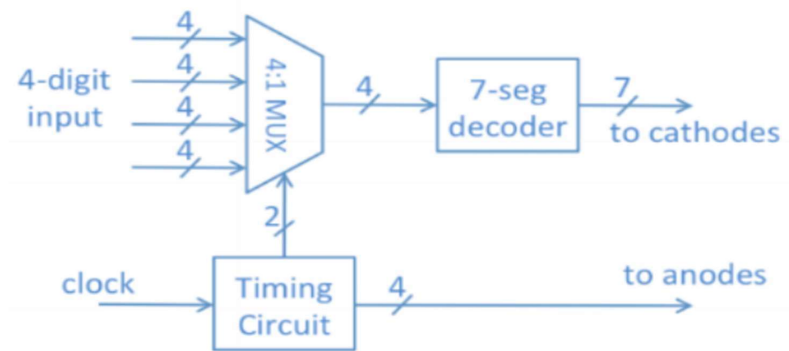 4
4
4
4
4-digit
input
4:1 MUX
4
7-seg
decoder
7
to cathodes
2
clock
Timing
Circuit
4
to anodes